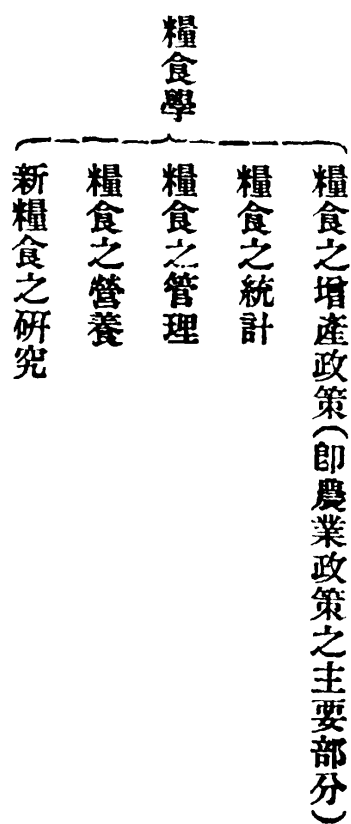 糧食學
糧食之增產政策(卽農業政策之主要部分)
糧食之統計
糧食之管理
糧食之營養
新糧食之硏究